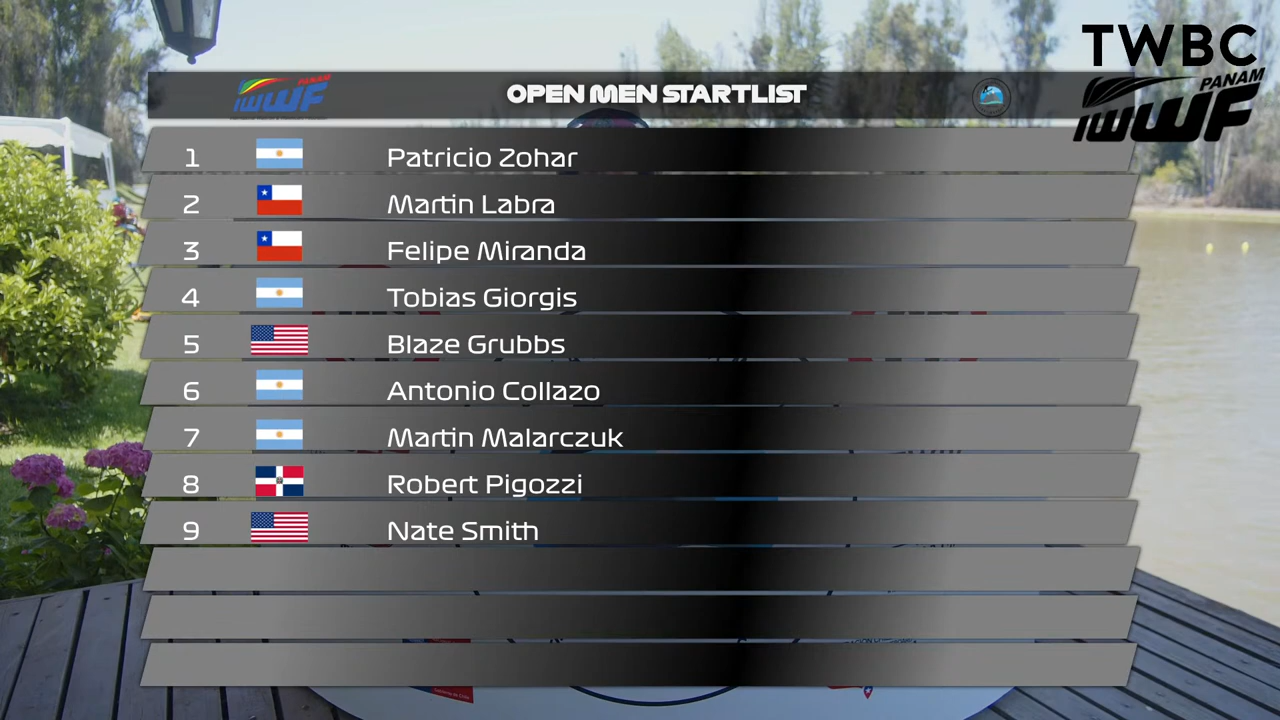 TWBC
PANAM
IWWF
PANAM
IWWF
OPEN MEN STARTLIST
1 Patricio Zohar
2 Martin Labra
3 Felipe Miranda
4 Tobias Giorgis
5 Blaze Grubbs
6 Antonio Collazo
7 Martin Malarczuk
8 Robert Pigozzi
9 Nate Smith